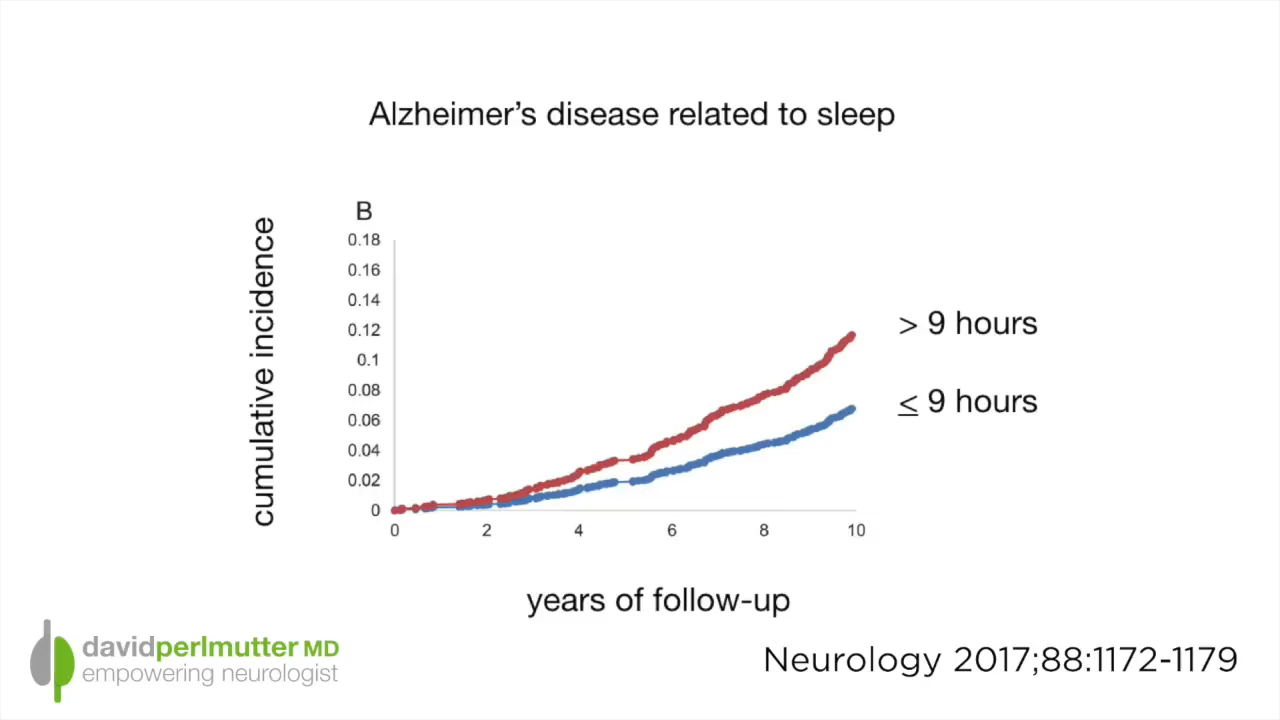 Alzheimer's disease related to sleep
B
cumulative incidence
0.18
0.16
0.14
0.12
0.1
0.08
0.06
0.04
0.02
0
0 2 4 6 8 10
> 9 hours
≤ 9 hours
years of follow-up
davidperlmutter MD
empowering neurologist
Neurology 2017;88:1172-1179